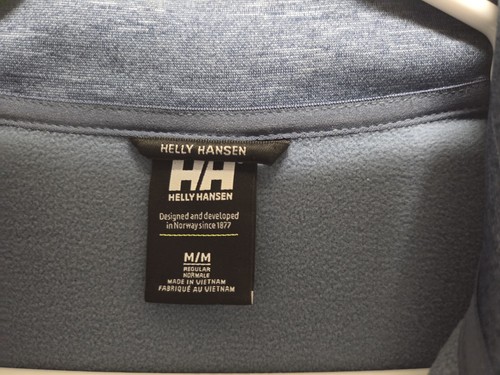 HELLY HANSEN
H/H
HELLY HANSEN
Designed and developed
in Norway since 1877
M/M
REGULAR
NORMALE
MADE IN VIETNAM
FABRIQUÉ AU VIETNAM